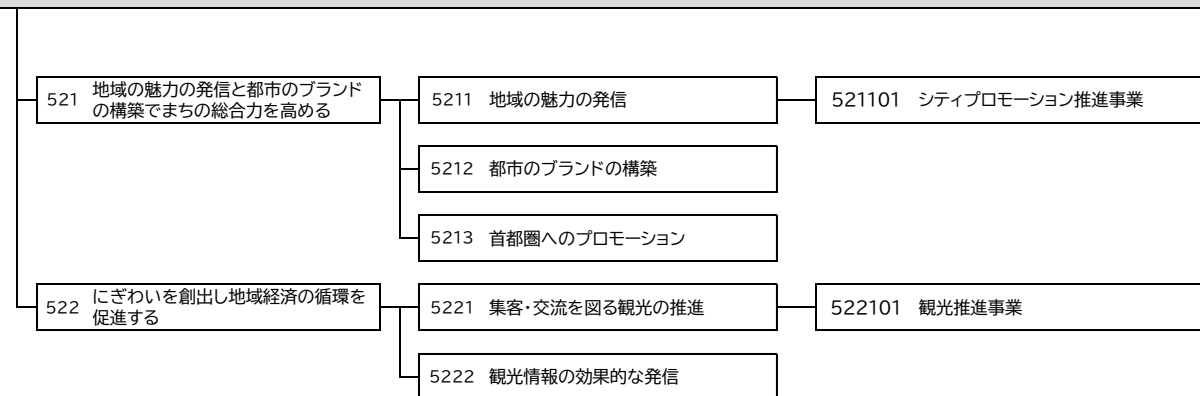 521 地域の魅力の発信と都市のブランド
の構築でまちの総合力を高める
5211 地域の魅力の発信
521101 シティプロモーション推進事業
5212 都市のブランドの構築
5213 首都圏へのプロモーション
522 にぎわいを創出し地域経済の循環を
促進する
5221 集客・交流を図る観光の推進
522101 観光推進事業
5222 観光情報の効果的な発信